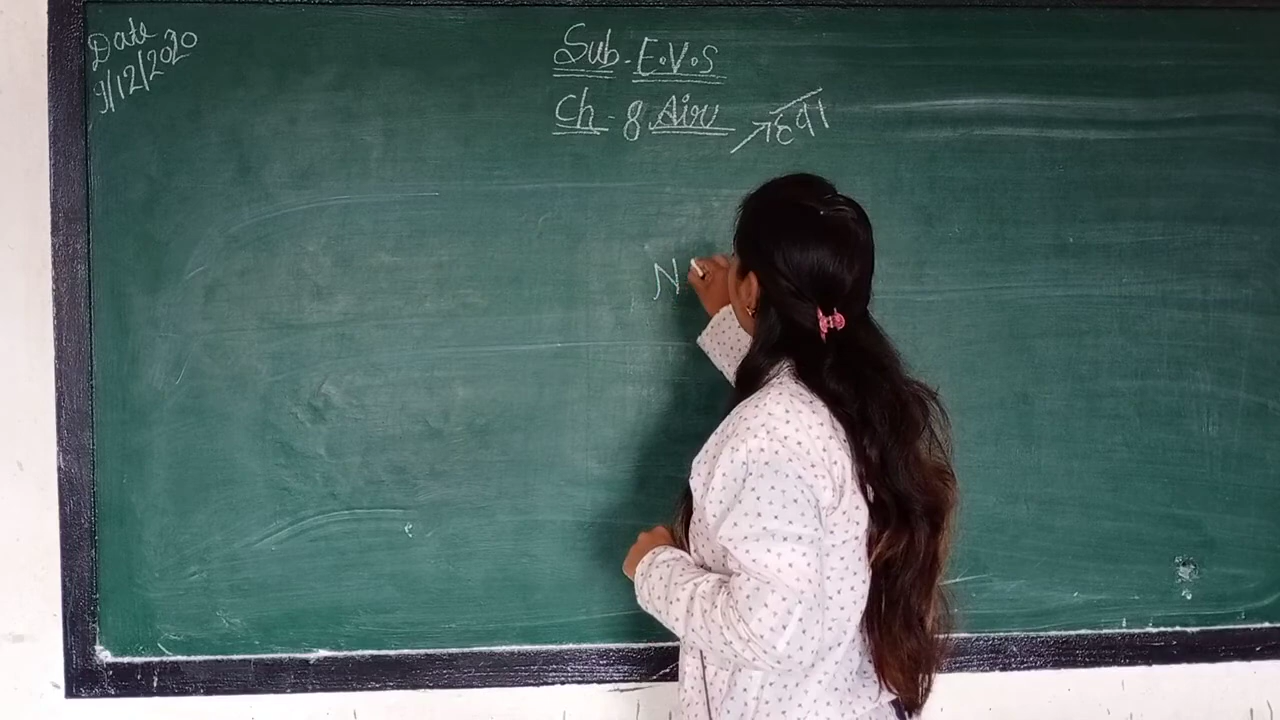 Date
9/12/2020
Sub. E.V.S
Ch - 8 Air ↗ हवा
N